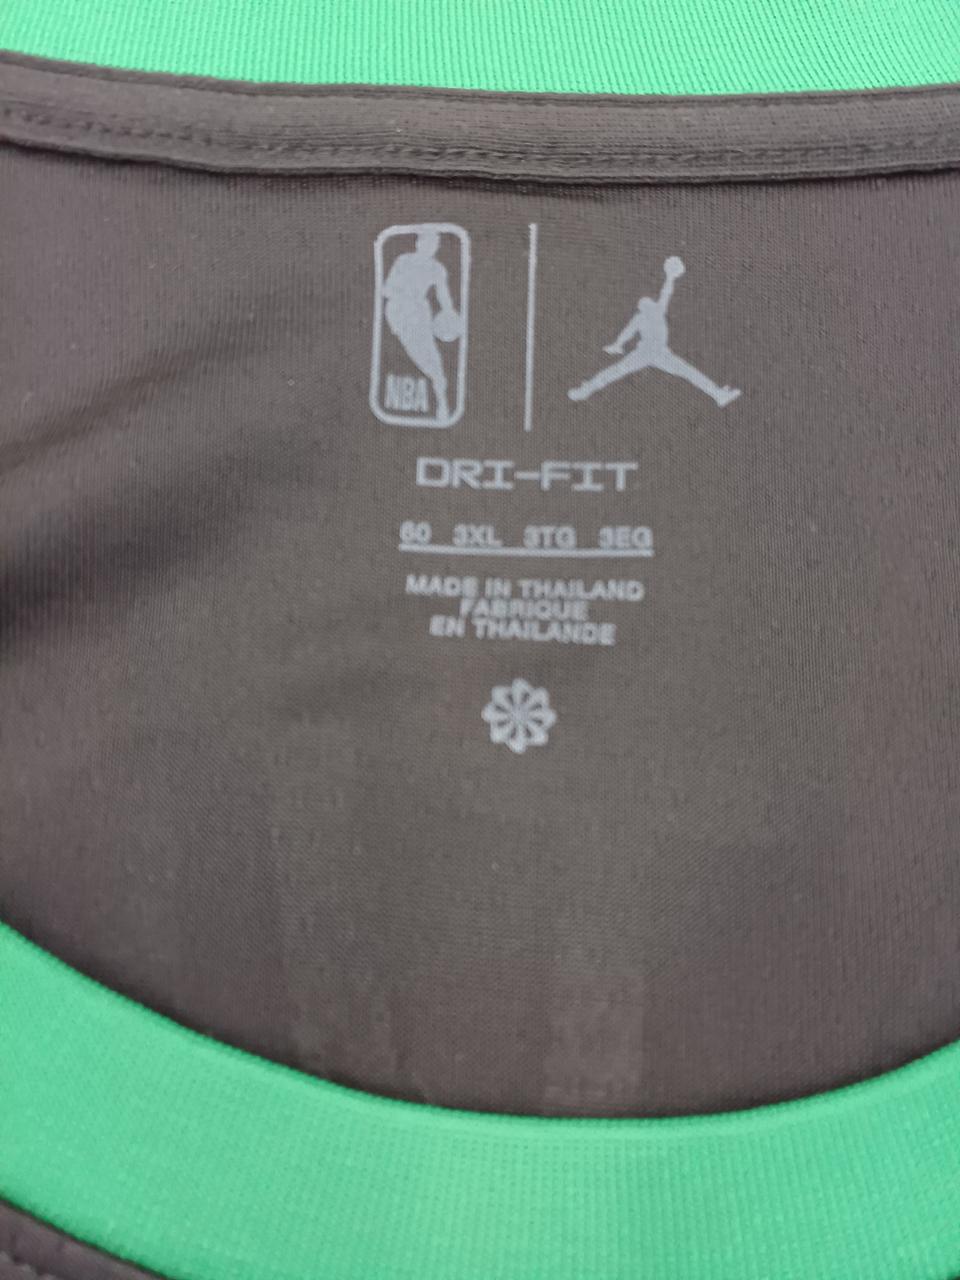 NBA
DRI-FIT
60 3XL 3TG 3EG
MADE IN THAILAND
FABRIQUE
EN THAILANDE